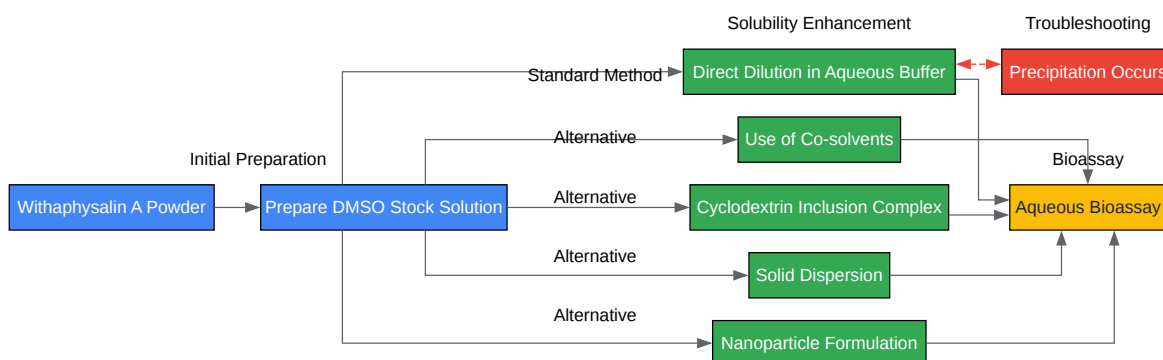 Solubility Enhancement
Troubleshooting
Standard Method
Direct Dilution in Aqueous Buffer
Precipitation Occurs
Alternative
Use of Co-solvents
Initial Preparation
Bioassay
Withaphysalin A Powder
Prepare DMSO Stock Solution
Alternative
Cyclodextrin Inclusion Complex
Aqueous Bioassay
Alternative
Solid Dispersion
Alternative
Nanoparticle Formulation